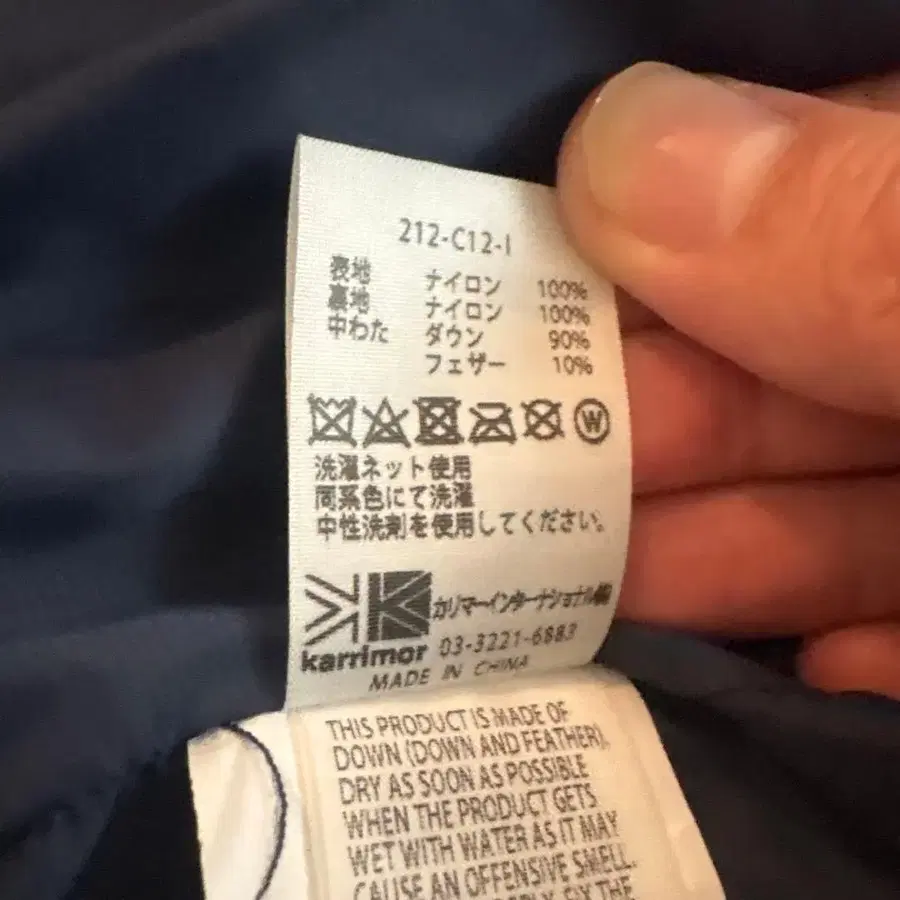 212-C12-I
表地 ナイロン 100%
裏地 ナイロン 100%
中わた ダウン 90%
フェザー 10%
W
洗濯ネット使用
同系色にて洗濯
中性洗剤を使用してください。
カリマーインターナショナル㈱
karrimor 03-3221-6883
MADE IN CHINA
THIS PRODUCT IS MADE OF
DOWN (DOWN AND FEATHER).
DRY AS SOON AS POSSIBLE
WHEN THE PRODUCT GETS
WET WITH WATER AS IT MAY
CAUSE AN OFFENSIVE SMELL.
THE